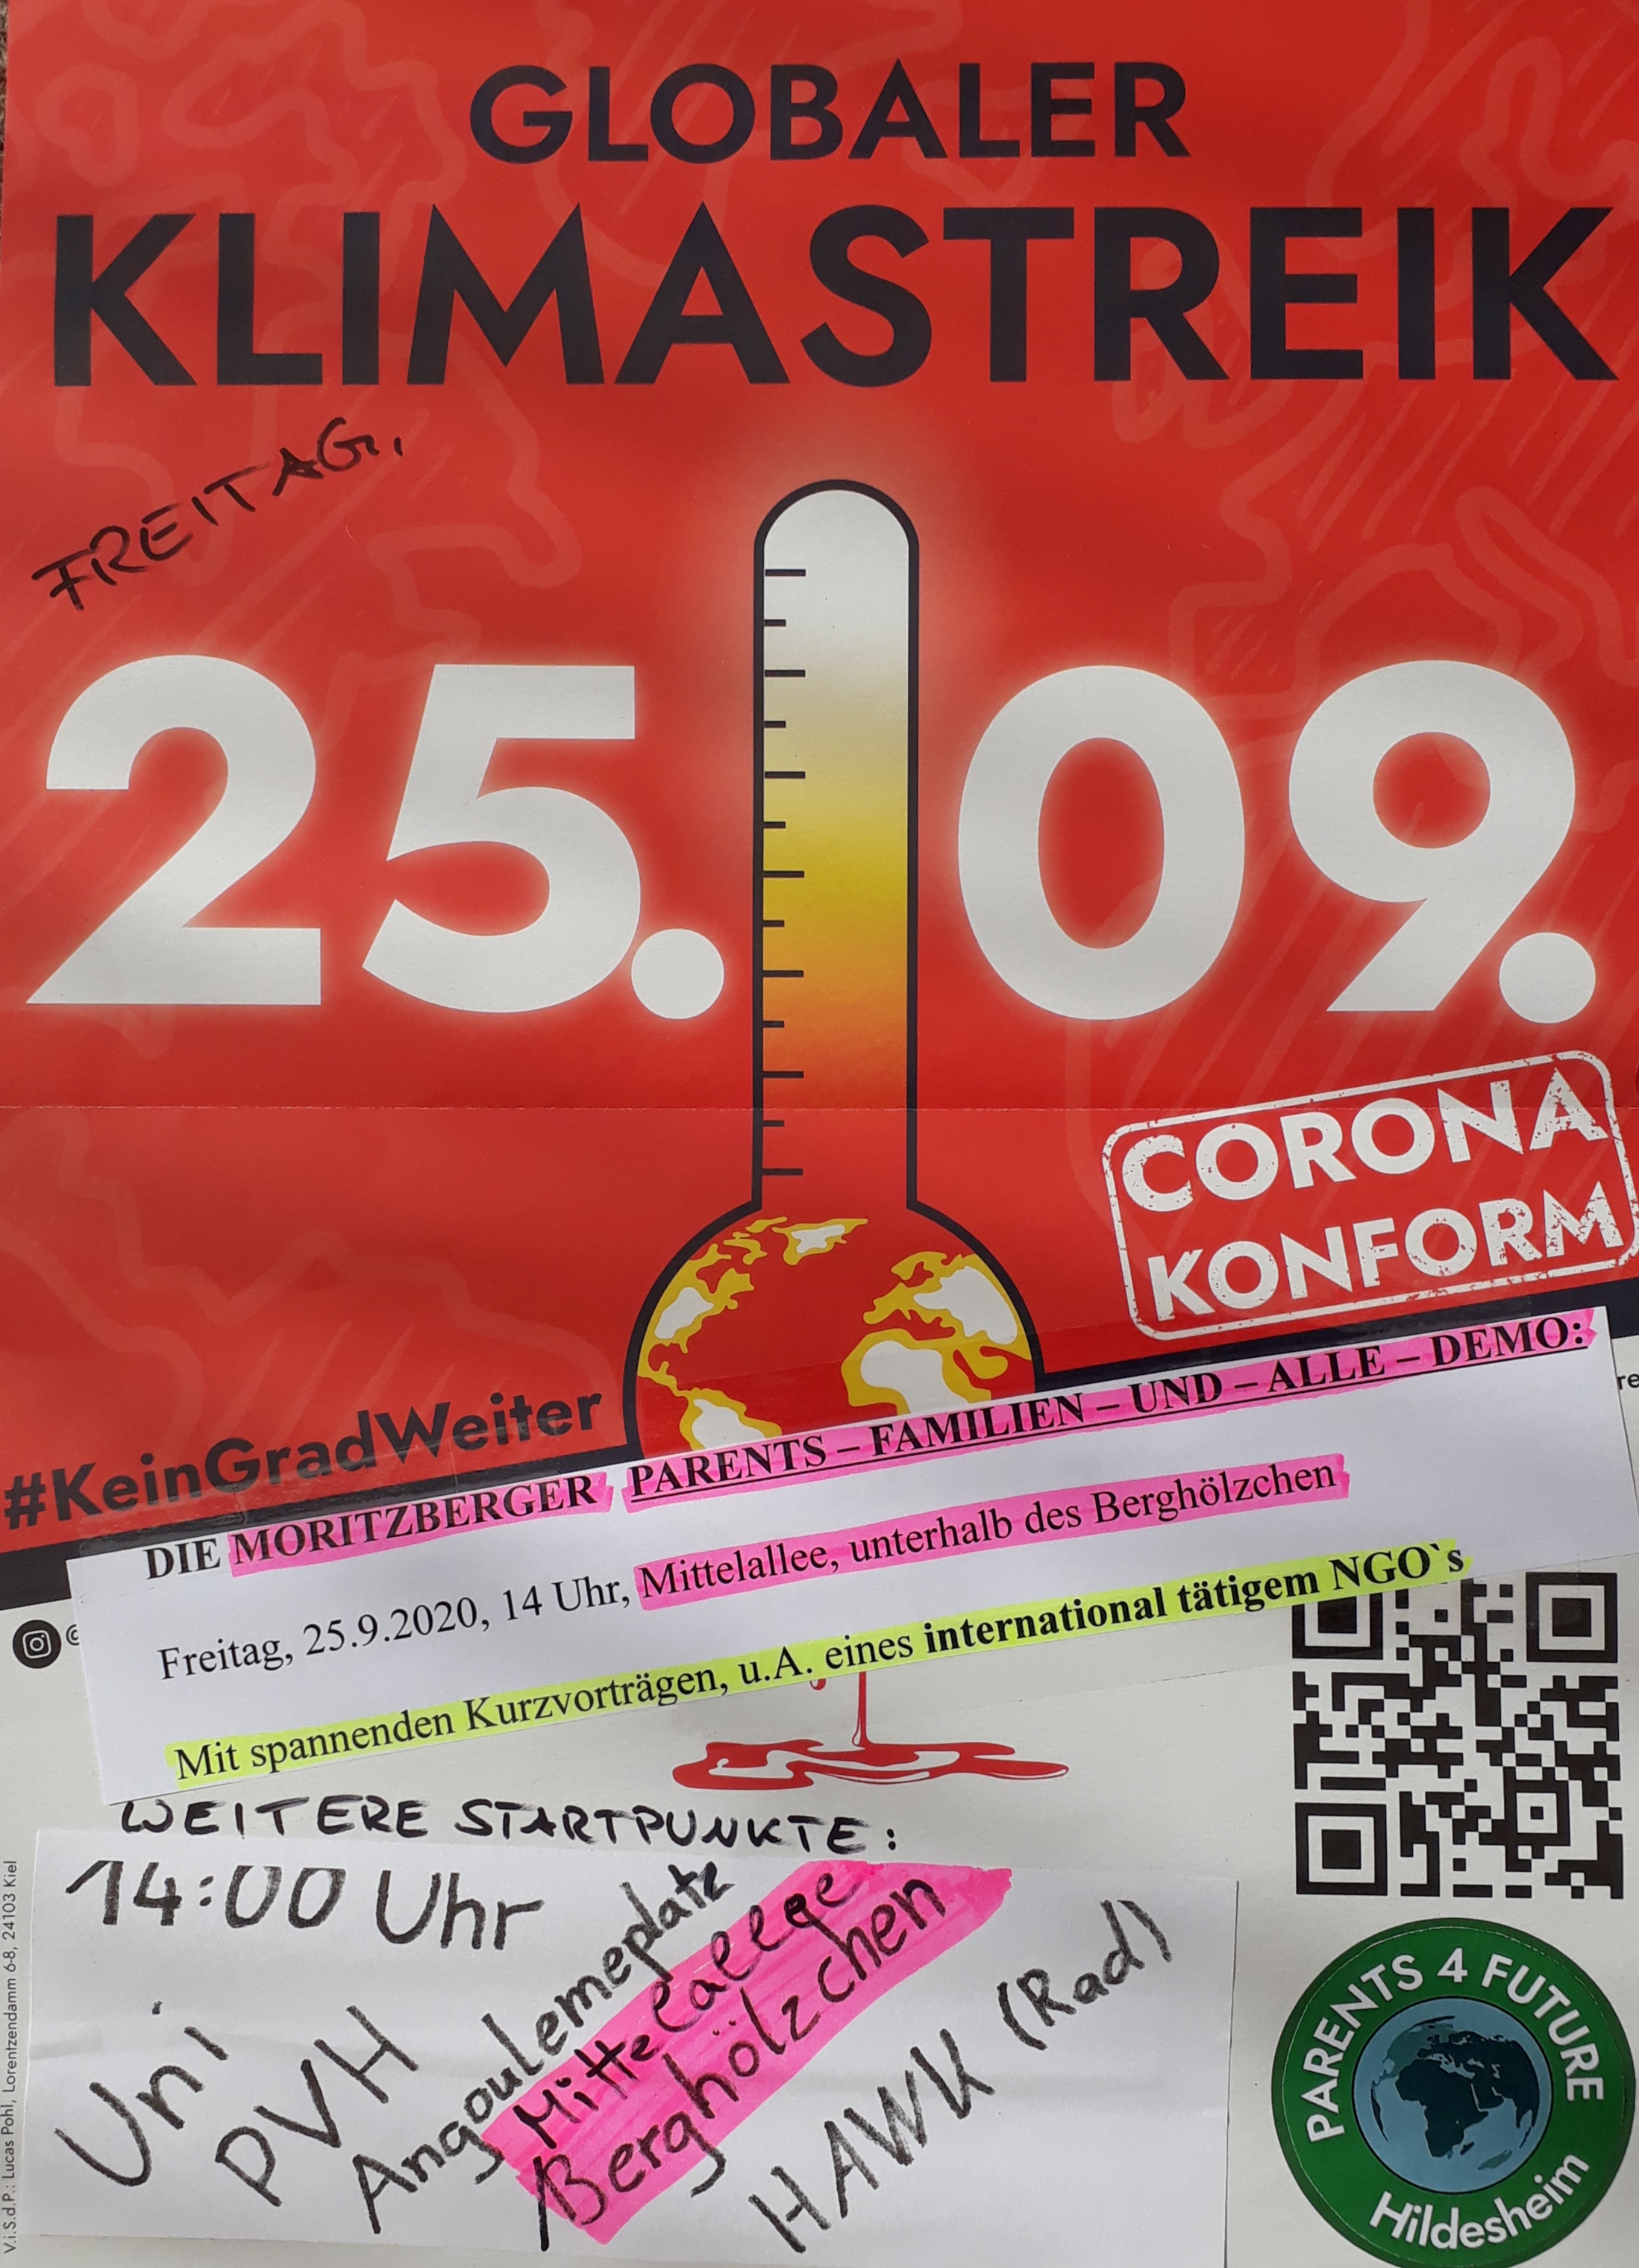 GLOBALER
KLIMASTREIK
FREITAG,
25. 09.
CORONA
KONFORM
#KeinGradWeiter
DIE MORITZBERGER PARENTS – FAMILIEN – UND – ALLE – DEMO:
Freitag, 25.9.2020, 14 Uhr, Mittelallee, unterhalb des Berghölzchen
Mit spannenden Kurzvorträgen, u.A. eines international tätigem NGO`s
WEITERE STARTPUNKTE:
14:00 Uhr
Uni
PVH
Angoulemeplatz
Berghölzchen
HAWK (Rad)
PARENTS 4 FUTURE
Hildesheim
V.i.S.d.P.: Lucas Pohl, Lorentzendamm 6-8, 24103 Kiel